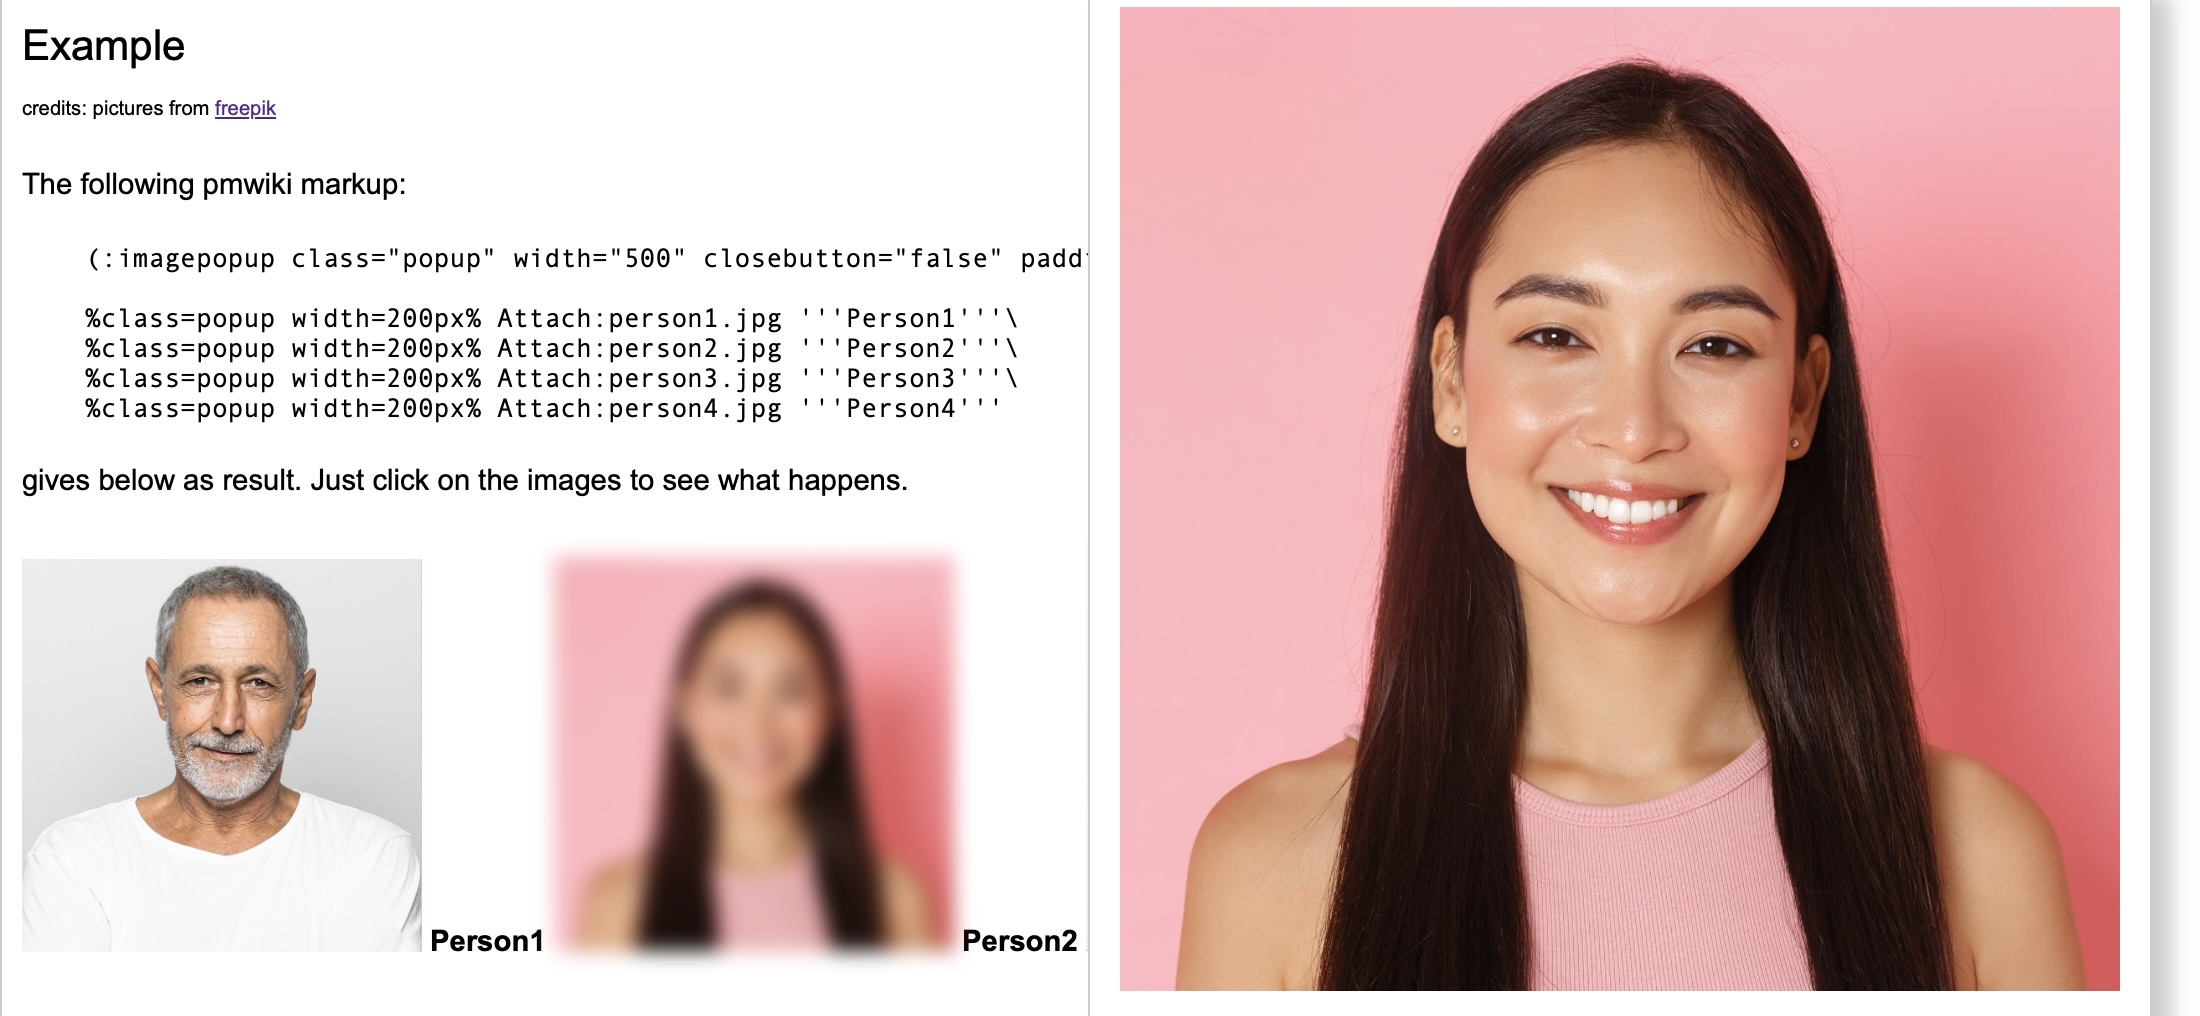 Example
credits: pictures from freepik
The following pmwiki markup:
(:imagepopup class="popup" width="500" closebutton="false" padd
%class=popup width=200px% Attach:person1.jpg '''Person1'''\
%class=popup width=200px% Attach:person2.jpg '''Person2'''\
%class=popup width=200px% Attach:person3.jpg '''Person3'''\
%class=popup width=200px% Attach:person4.jpg '''Person4'''
gives below as result. Just click on the images to see what happens.
Person1 Person2